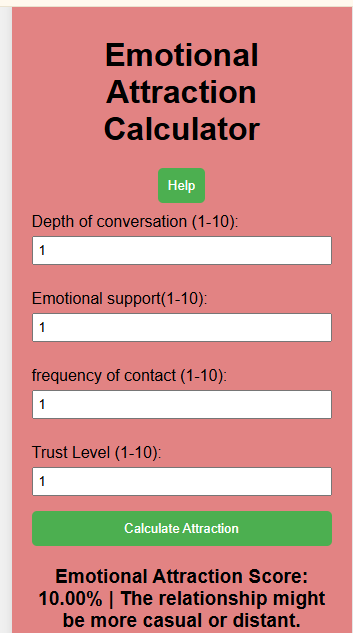 Emotional
Attraction
Calculator
Help
Depth of conversation (1-10):
1
Emotional support(1-10):
1
frequency of contact (1-10):
1
Trust Level (1-10):
1
Calculate Attraction
Emotional Attraction Score:
10.00% | The relationship might
be more casual or distant.